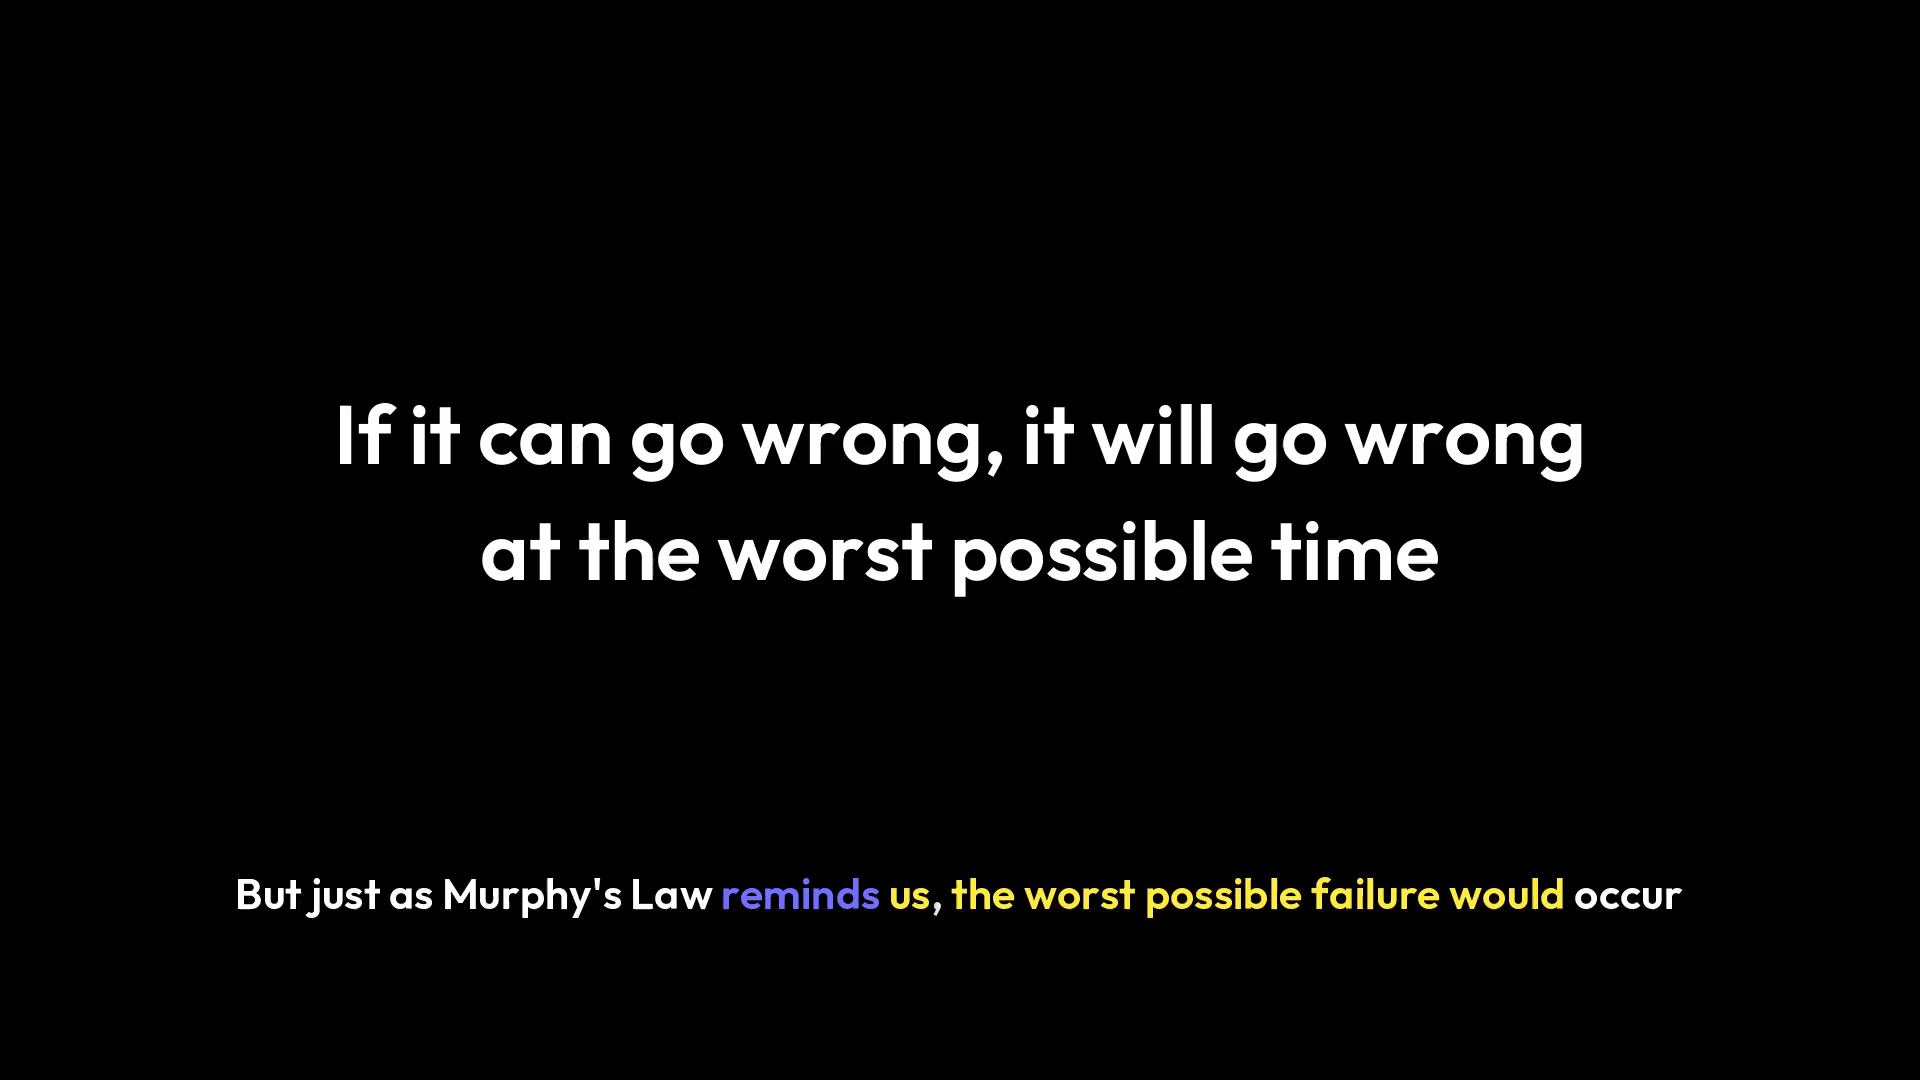 If it can go wrong, it will go wrong
at the worst possible time
But just as Murphy's Law reminds us, the worst possible failure would occur